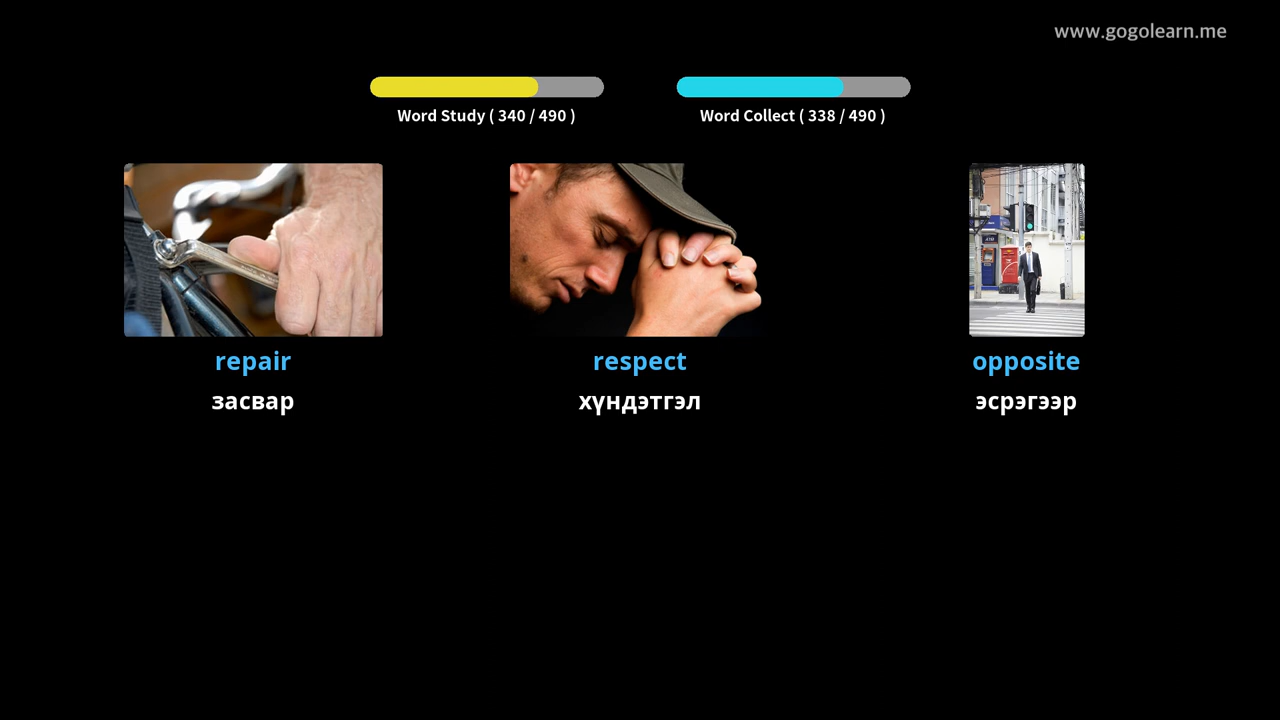 www.gogolearn.me
Word Study ( 340 / 490 )
Word Collect ( 338 / 490 )
repair
respect
opposite
засвар
хүндэтгэл
эсрэгээр